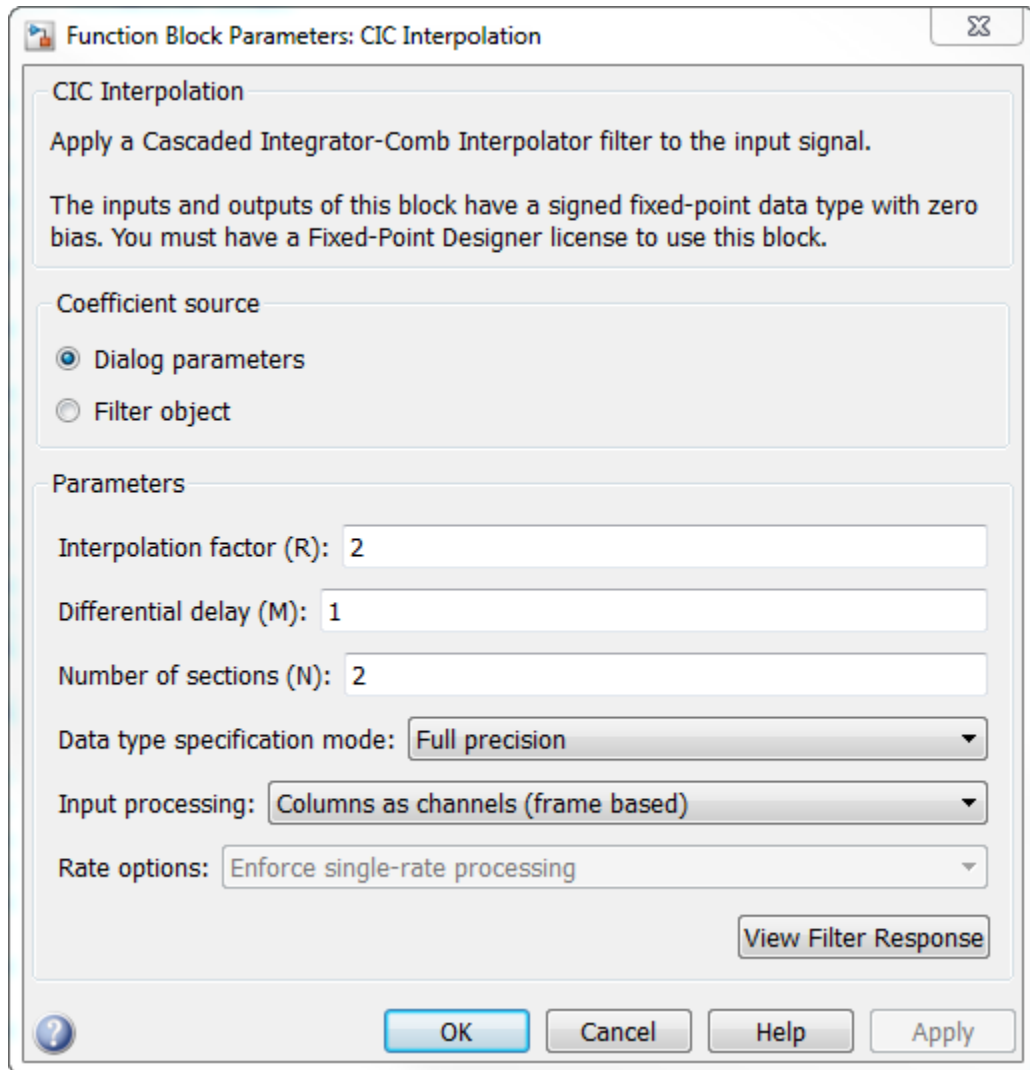 Function Block Parameters: CIC Interpolation
CIC Interpolation
Apply a Cascaded Integrator-Comb Interpolator filter to the input signal.
The inputs and outputs of this block have a signed fixed-point data type with zero
bias. You must have a Fixed-Point Designer license to use this block.
Coefficient source
Dialog parameters
Filter object
Parameters
Interpolation factor (R): 2
Differential delay (M): 1
Number of sections (N): 2
Data type specification mode: Full precision
Input processing: Columns as channels (frame based)
Rate options: Enforce single-rate processing
View Filter Response
? OK Cancel Help Apply